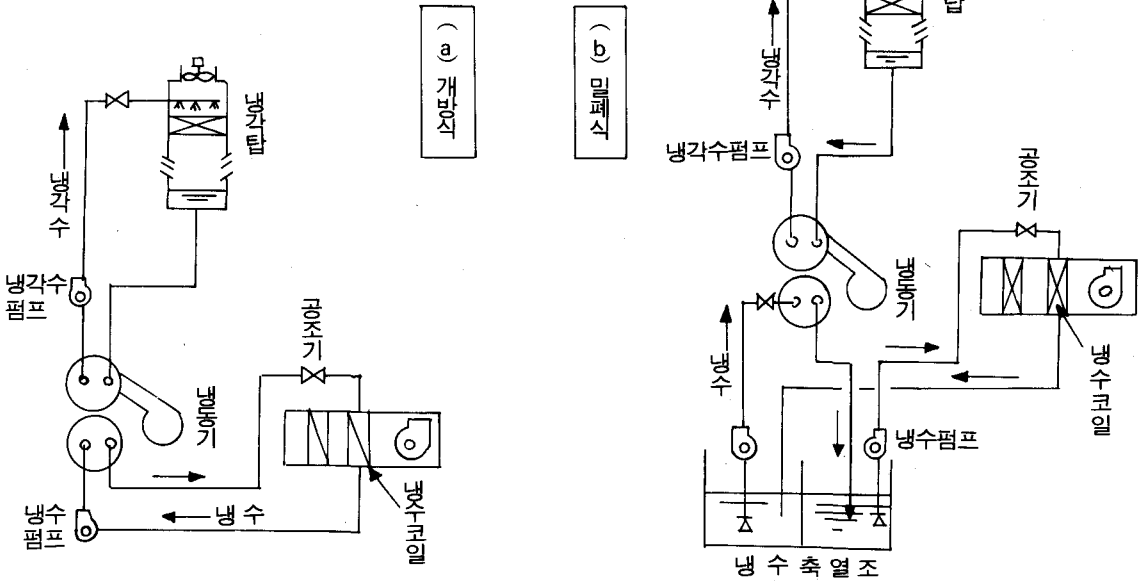 (a) 개방식
냉각탑
냉각수
냉각수
펌프
공조기
냉동기
냉수
펌프
냉수
냉수코일
(b) 밀폐식
탑
냉각수
냉각수펌프
공조기
냉동기
냉수
냉수코일
냉수펌프
냉수축열조